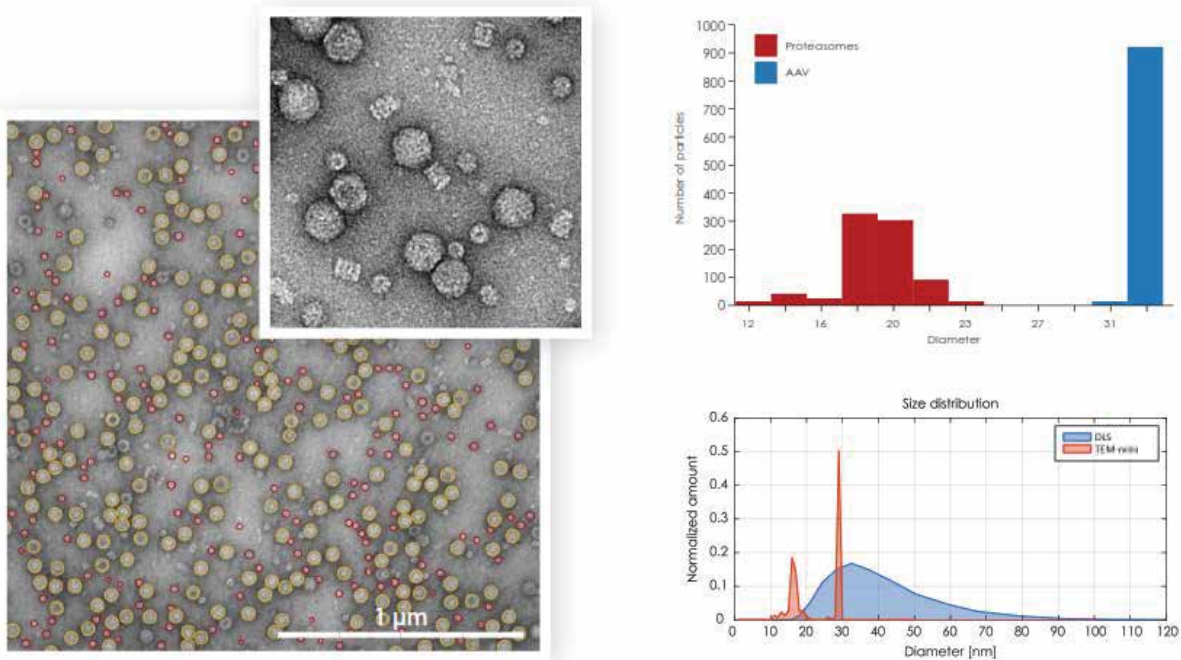 1 μm
1000
900
800
700
600
500
400
300
200
100
0
Number of particles
Proteasomes
AAV
12 16 20 23 27 31
Diameter
Size distribution
0.6
0.5
0.4
0.3
0.2
0.1
0
Normalized amount
DLS
TEM-mini
0 10 20 30 40 50 60 70 80 90 100 110 120
Diameter [nm]